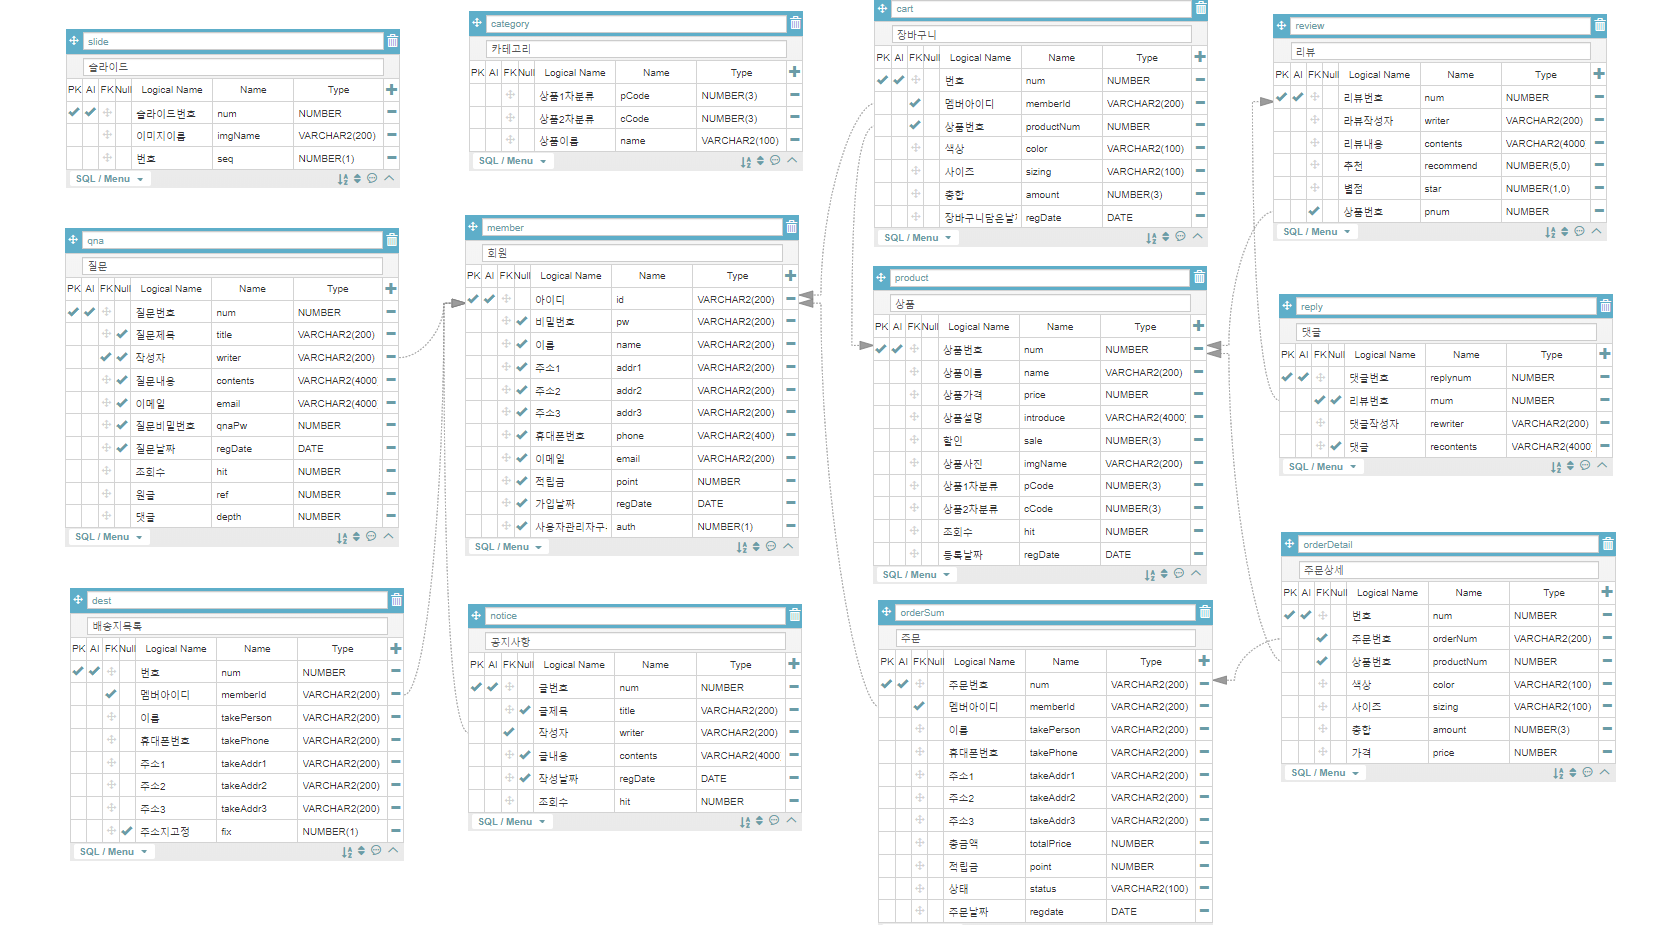 slide
슬라이드
PK AI FK Null Logical Name Name Type
슬라이드번호 num NUMBER
이미지이름 imgName VARCHAR2(200)
번호 seq NUMBER(1)
SQL / Menu
category
카테고리
PK AI FK Null Logical Name Name Type
상품1차분류 pCode NUMBER(3)
상품2차분류 cCode NUMBER(3)
상품이름 name VARCHAR2(100)
SQL / Menu
cart
장바구니
PK AI FK Null Logical Name Name Type
번호 num NUMBER
멤버아이디 memberId VARCHAR2(200)
상품번호 productNum NUMBER
색상 color VARCHAR2(100)
사이즈 sizing VARCHAR2(100)
총합 amount NUMBER(3)
장바구니담은날짜 regDate DATE
SQL / Menu
review
리뷰
PK AI FK Null Logical Name Name Type
리뷰번호 num NUMBER
라뷰작성자 writer VARCHAR2(200)
리뷰내용 contents VARCHAR2(4000
추천 recommend NUMBER(5,0)
별점 star NUMBER(1,0)
상품번호 pnum NUMBER
SQL / Menu
qna
질문
PK AI FK Null Logical Name Name Type
질문번호 num NUMBER
질문제목 title VARCHAR2(200)
작성자 writer VARCHAR2(200)
질문내용 contents VARCHAR2(4000
이메일 email VARCHAR2(4000
질문비밀번호 qnaPw NUMBER
질문날짜 regDate DATE
조회수 hit NUMBER
원글 ref NUMBER
댓글 depth NUMBER
SQL / Menu
member
회원
PK AI FK Null Logical Name Name Type
아이디 id VARCHAR2(200)
비밀번호 pw VARCHAR2(200)
이름 name VARCHAR2(200)
주소1 addr1 VARCHAR2(200)
주소2 addr2 VARCHAR2(200)
주소3 addr3 VARCHAR2(200)
휴대폰번호 phone VARCHAR2(400)
이메일 email VARCHAR2(200)
적립금 point NUMBER
가입날짜 regDate DATE
사용자관리자구 auth NUMBER(1)
SQL / Menu
product
상품
PK AI FK Null Logical Name Name Type
상품번호 num NUMBER
상품이름 name VARCHAR2(200)
상품가격 price NUMBER
상품설명 introduce VARCHAR2(4000)
할인 sale NUMBER(3)
상품사진 imgName VARCHAR2(200)
상품1차분류 pCode NUMBER(3)
상품2차분류 cCode NUMBER(3)
조회수 hit NUMBER
등록날짜 regDate DATE
SQL / Menu
reply
댓글
PK AI FK Null Logical Name Name Type
댓글번호 replynum NUMBER
리뷰번호 rnum NUMBER
댓글작성자 rewriter VARCHAR2(200)
댓글 recontents VARCHAR2(4000
SQL / Menu
dest
배송지목록
PK AI FK Null Logical Name Name Type
번호 num NUMBER
멤버아이디 memberId VARCHAR2(200)
이름 takePerson VARCHAR2(200)
휴대폰번호 takePhone VARCHAR2(200)
주소1 takeAddr1 VARCHAR2(200)
주소2 takeAddr2 VARCHAR2(200)
주소3 takeAddr3 VARCHAR2(200)
주소지고정 fix NUMBER(1)
SQL / Menu
notice
공지사항
PK AI FK Null Logical Name Name Type
글번호 num NUMBER
글제목 title VARCHAR2(200)
작성자 writer VARCHAR2(200)
글내용 contents VARCHAR2(4000
작성날짜 regDate DATE
조회수 hit NUMBER
SQL / Menu
orderSum
주문
PK AI FK Null Logical Name Name Type
주문번호 num VARCHAR2(200)
멤버아이디 memberId VARCHAR2(200)
이름 takePerson VARCHAR2(200)
휴대폰번호 takePhone VARCHAR2(200)
주소1 takeAddr1 VARCHAR2(200)
주소2 takeAddr2 VARCHAR2(200)
주소3 takeAddr3 VARCHAR2(200)
총금액 totalPrice NUMBER
적립금 point NUMBER
상태 status VARCHAR2(100)
주문날짜 regdate DATE
orderDetail
주문상세
PK AI FK Null Logical Name Name Type
번호 num NUMBER
주문번호 orderNum VARCHAR2(200)
상품번호 productNum NUMBER
색상 color VARCHAR2(100)
사이즈 sizing VARCHAR2(100)
총합 amount NUMBER(3)
가격 price NUMBER
SQL / Menu